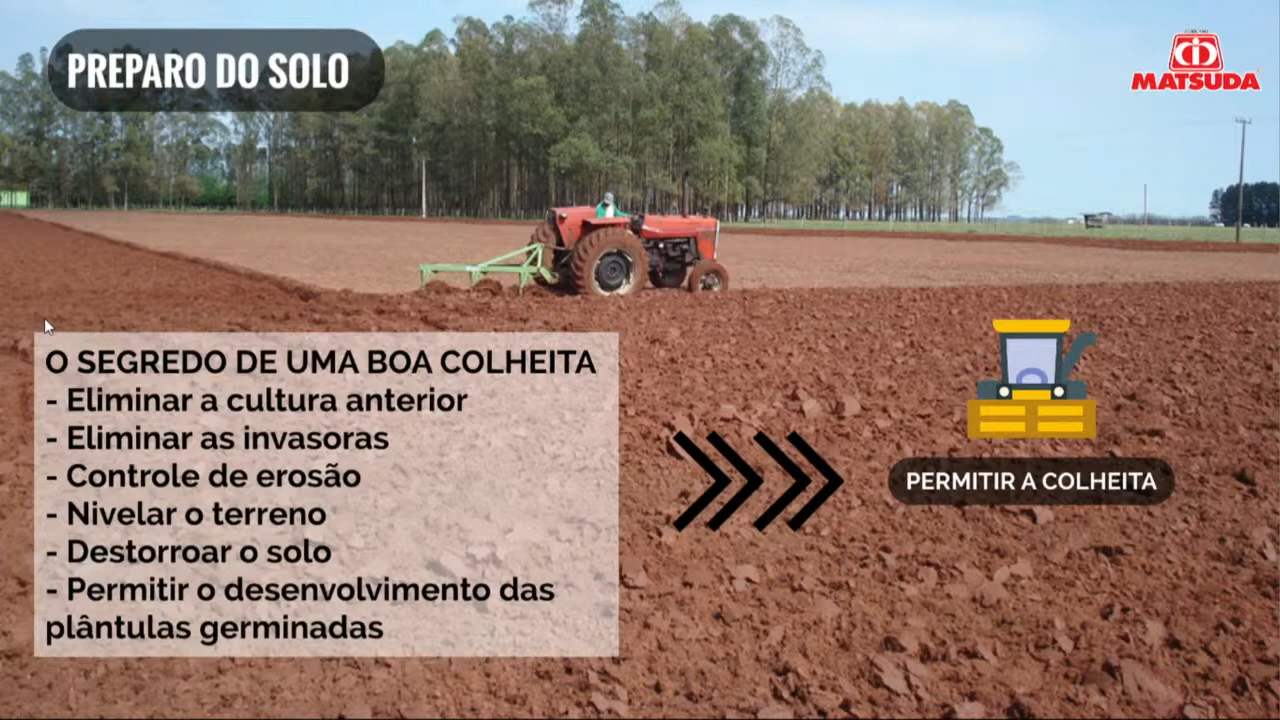 PREPARO DO SOLO
MATSUDA
O SEGREDO DE UMA BOA COLHEITA
- Eliminar a cultura anterior
- Eliminar as invasoras
- Controle de erosão
- Nivelar o terreno
- Destorroar o solo
- Permitir o desenvolvimento das
plântulas germinadas
PERMITIR A COLHEITA